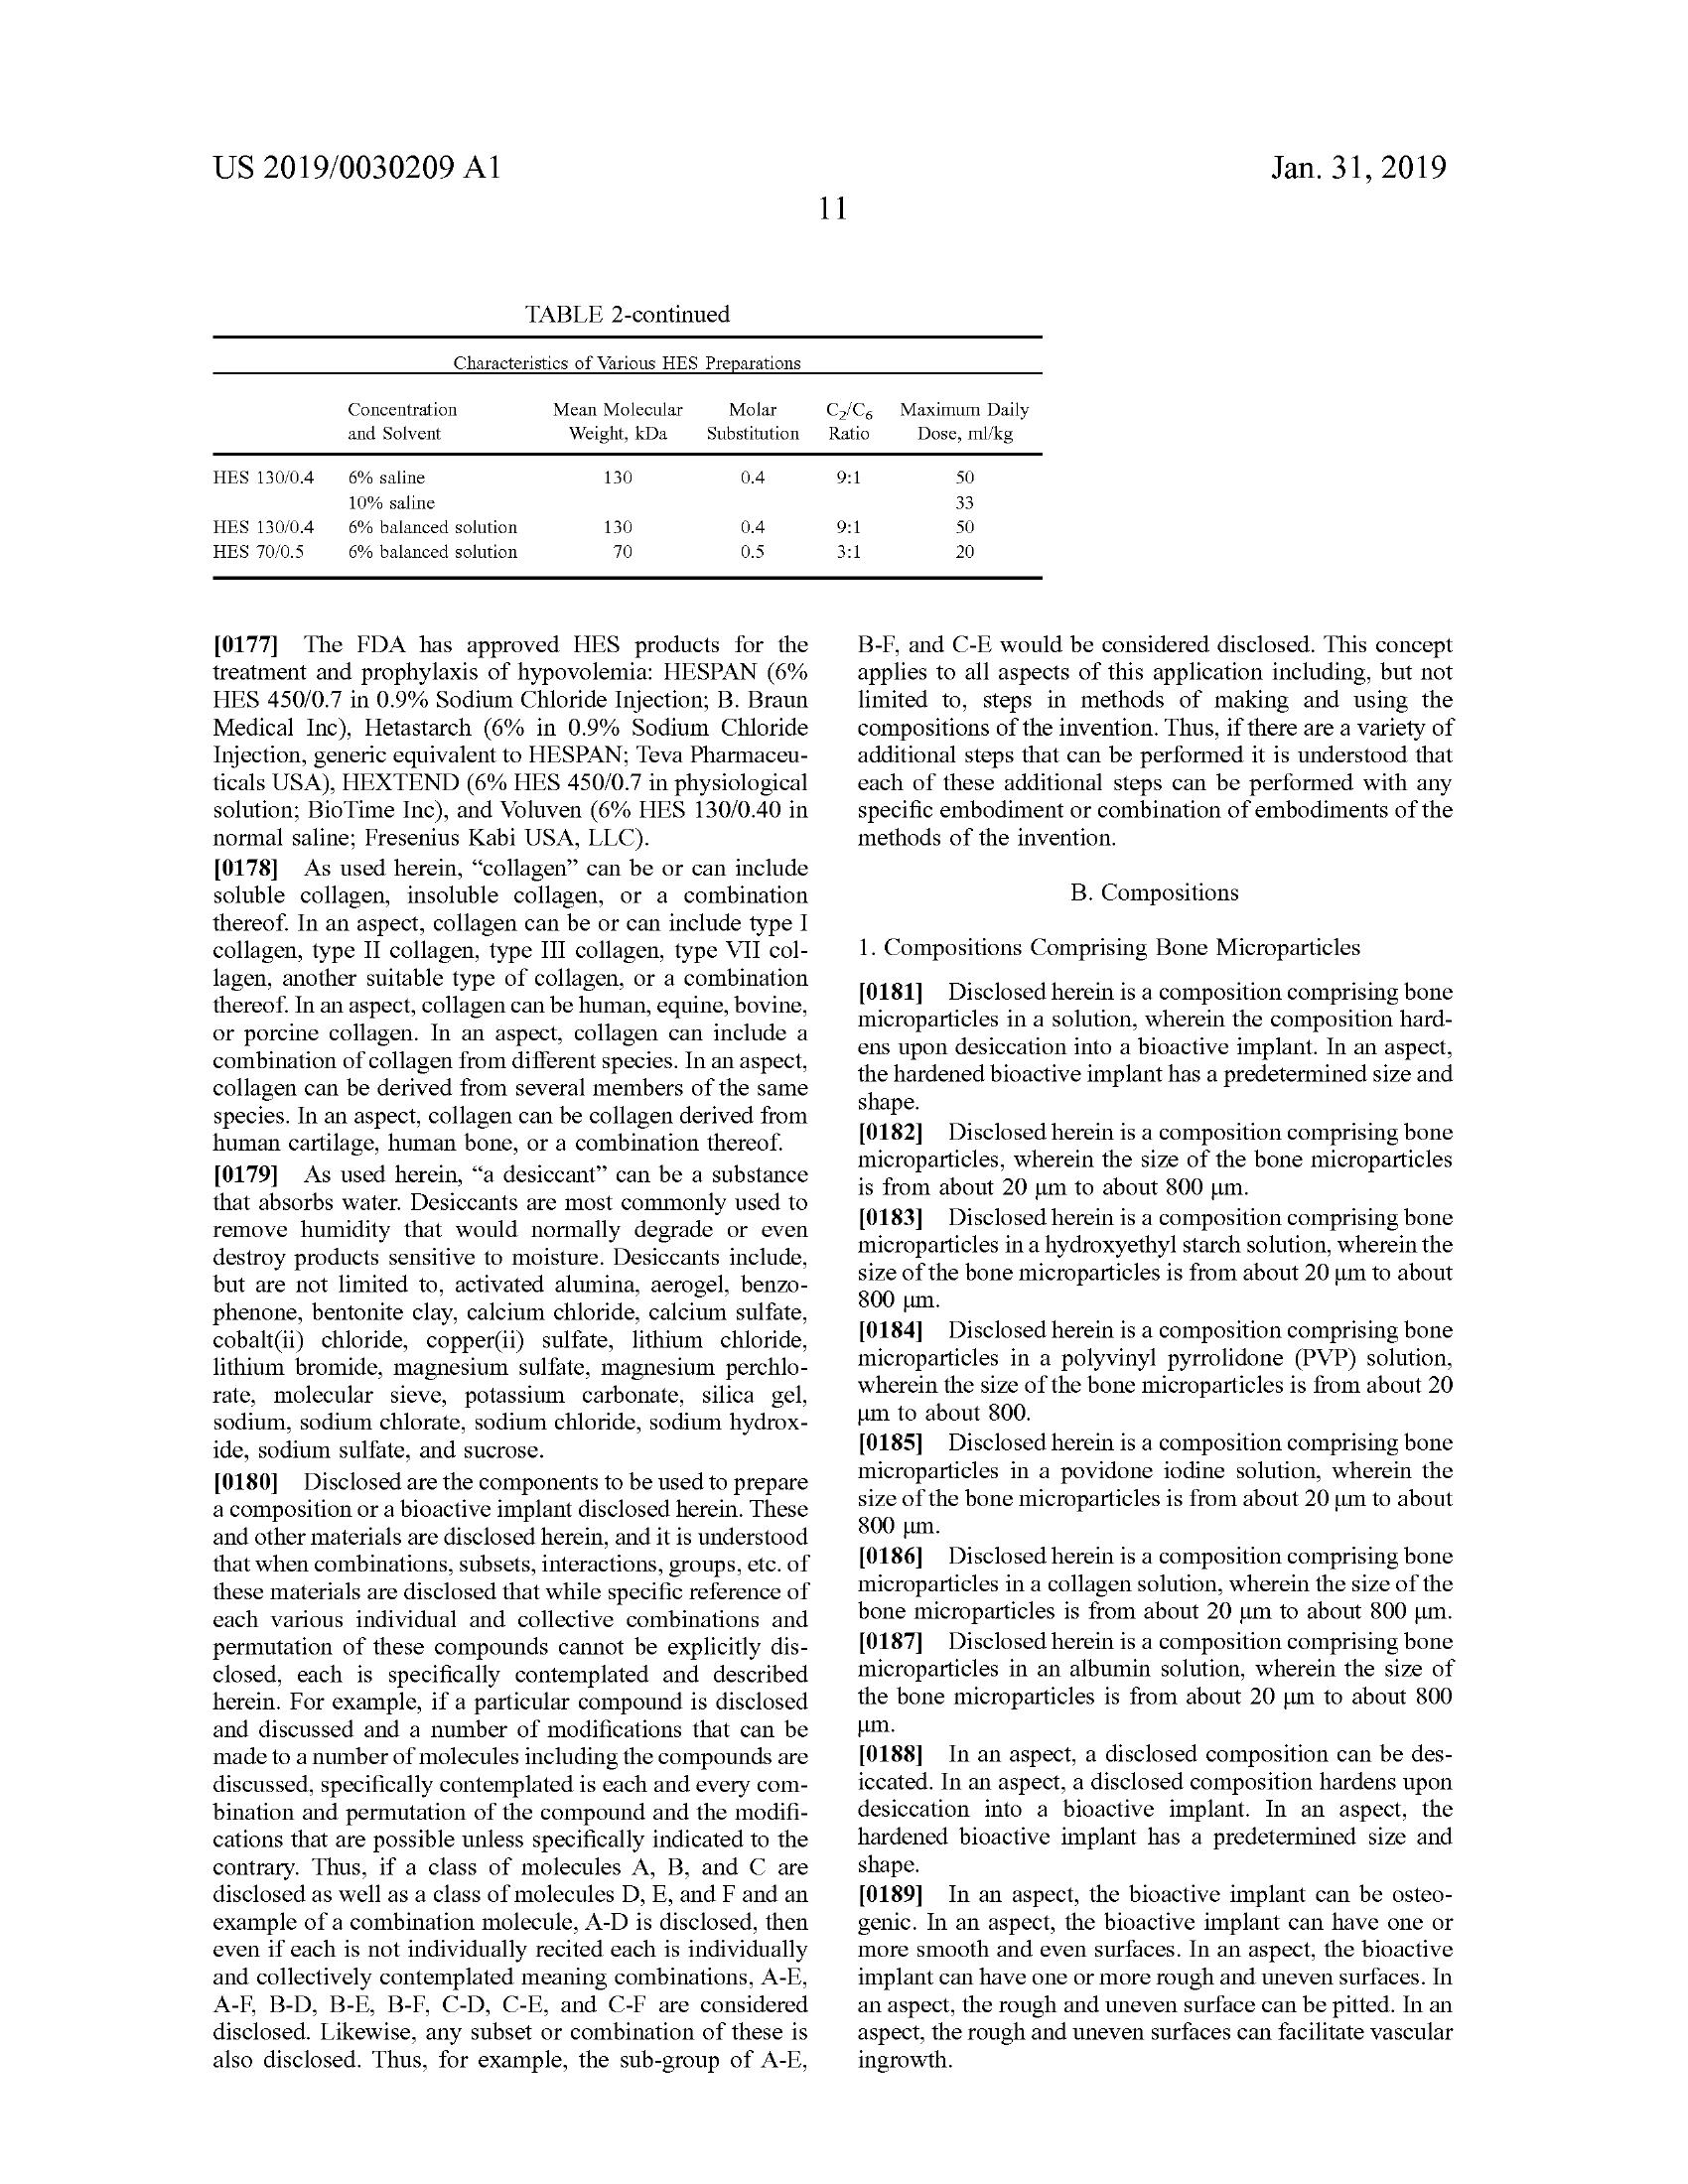 US 2019/0030209 A1
Jan. 31, 2019
11
TABLE 2-continued
Characteristics of Various HES Preparations
Concentration and Solvent
Mean Molecular Weight, kDa
Molar Substitution
C2/C6 Ratio
Maximum Daily Dose, ml/kg
HES 130/0.4 6% saline 130 0.4 9:1 50
10% saline 33
HES 130/0.4 6% balanced solution 130 0.4 9:1 50
HES 70/0.5 6% balanced solution 70 0.5 3:1 20
[0177] The FDA has approved HES products for the
treatment and prophylaxis of hypovolemia: HESPAN (6%
HES 450/0.7 in 0.9% Sodium Chloride Injection; B. Braun
Medical Inc), Hetastarch (6% in 0.9% Sodium Chloride
Injection, generic equivalent to HESPAN; Teva Pharmaceu-
ticals USA), HEXTEND (6% HES 450/0.7 in physiological
solution; BioTime Inc), and Voluven (6% HES 130/0.40 in
normal saline; Fresenius Kabi USA, LLC).
[0178] As used herein, “collagen” can be or can include
soluble collagen, insoluble collagen, or a combination
thereof. In an aspect, collagen can be or can include type I
collagen, type II collagen, type III collagen, type VII col-
lagen, another suitable type of collagen, or a combination
thereof. In an aspect, collagen can be human, equine, bovine,
or porcine collagen. In an aspect, collagen can include a
combination of collagen from different species. In an aspect,
collagen can be derived from several members of the same
species. In an aspect, collagen can be collagen derived from
human cartilage, human bone, or a combination thereof.
[0179] As used herein, “a desiccant” can be a substance
that absorbs water. Desiccants are most commonly used to
remove humidity that would normally degrade or even
destroy products sensitive to moisture. Desiccants include,
but are not limited to, activated alumina, aerogel, benzo-
phenone, bentonite clay, calcium chloride, calcium sulfate,
cobalt(ii) chloride, copper(ii) sulfate, lithium chloride,
lithium bromide, magnesium sulfate, magnesium perchlo-
rate, molecular sieve, potassium carbonate, silica gel,
sodium, sodium chlorate, sodium chloride, sodium hydrox-
ide, sodium sulfate, and sucrose.
[0180] Disclosed are the components to be used to prepare
a composition or a bioactive implant disclosed herein. These
and other materials are disclosed herein, and it is understood
that when combinations, subsets, interactions, groups, etc. of
these materials are disclosed that while specific reference of
each various individual and collective combinations and
permutation of these compounds cannot be explicitly dis-
closed, each is specifically contemplated and described
herein. For example, if a particular compound is disclosed
and discussed and a number of modifications that can be
made to a number of molecules including the compounds are
discussed, specifically contemplated is each and every com-
bination and permutation of the compound and the modifi-
cations that are possible unless specifically indicated to the
contrary. Thus, if a class of molecules A, B, and C are
disclosed as well as a class of molecules D, E, and F and an
example of a combination molecule, A-D is disclosed, then
even if each is not individually recited each is individually
and collectively contemplated meaning combinations, A-E,
A-F, B-D, B-E, B-F, C-D, C-E, and C-F are considered
disclosed. Likewise, any subset or combination of these is
also disclosed. Thus, for example, the sub-group of A-E,
B-F, and C-E would be considered disclosed. This concept
applies to all aspects of this application including, but not
limited to, steps in methods of making and using the
compositions of the invention. Thus, if there are a variety of
additional steps that can be performed it is understood that
each of these additional steps can be performed with any
specific embodiment or combination of embodiments of the
methods of the invention.
B. Compositions
1. Compositions Comprising Bone Microparticles
[0181] Disclosed herein is a composition comprising bone
microparticles in a solution, wherein the composition hard-
ens upon desiccation into a bioactive implant. In an aspect,
the hardened bioactive implant has a predetermined size and
shape.
[0182] Disclosed herein is a composition comprising bone
microparticles, wherein the size of the bone microparticles
is from about 20 μm to about 800 μm.
[0183] Disclosed herein is a composition comprising bone
microparticles in a hydroxyethyl starch solution, wherein the
size of the bone microparticles is from about 20 μm to about
800 μm.
[0184] Disclosed herein is a composition comprising bone
microparticles in a polyvinyl pyrrolidone (PVP) solution,
wherein the size of the bone microparticles is from about 20
μm to about 800.
[0185] Disclosed herein is a composition comprising bone
microparticles in a povidone iodine solution, wherein the
size of the bone microparticles is from about 20 μm to about
800 μm.
[0186] Disclosed herein is a composition comprising bone
microparticles in a collagen solution, wherein the size of the
bone microparticles is from about 20 μm to about 800 μm.
[0187] Disclosed herein is a composition comprising bone
microparticles in an albumin solution, wherein the size of
the bone microparticles is from about 20 μm to about 800
μm.
[0188] In an aspect, a disclosed composition can be des-
iccated. In an aspect, a disclosed composition hardens upon
desiccation into a bioactive implant. In an aspect, the
hardened bioactive implant has a predetermined size and
shape.
[0189] In an aspect, the bioactive implant can be osteo-
genic. In an aspect, the bioactive implant can have one or
more smooth and even surfaces. In an aspect, the bioactive
implant can have one or more rough and uneven surfaces. In
an aspect, the rough and uneven surface can be pitted. In an
aspect, the rough and uneven surfaces can facilitate vascular
ingrowth.